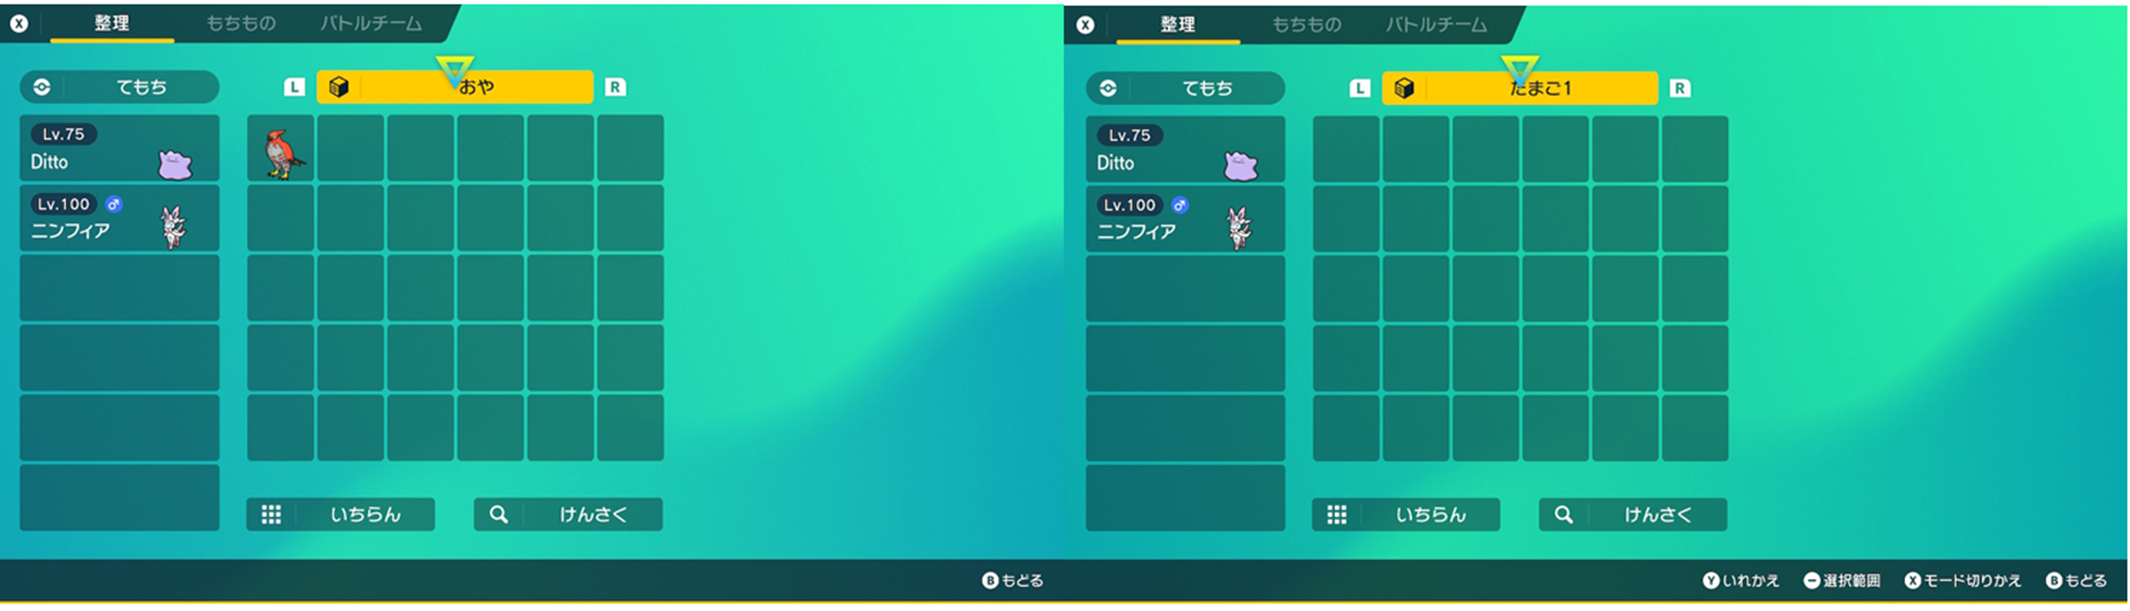 X 整理 もちもの バトルチーム
てもち
L おや R
Lv.75
Ditto
Lv.100 ♂
ニンフィア
いちらん けんさく
B もどる
X 整理 もちもの バトルチーム
てもち
L たまご1 R
Lv.75
Ditto
Lv.100 ♂
ニンフィア
いちらん けんさく
Y いれかえ - 選択範囲 X モード切りかえ B もどる